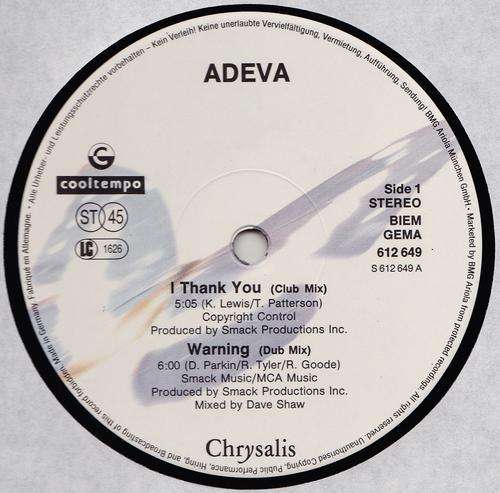 ADEVA
cooltempo
ST 45
LC 1626
Side 1
STEREO
BIEM
GEMA
612 649
S 612 649 A
I Thank You (Club Mix)
5:05 (K. Lewis/T. Patterson)
Copyright Control
Produced by Smack Productions Inc.
Warning (Dub Mix)
6:00 (D. Parkin/R. Tyler/R. Goode)
Smack Music/MCA Music
Produced by Smack Productions Inc.
Mixed by Dave Shaw
Chrysalis
Made in Germany. Fabriqué en Allemagne. • Alle Urheber- und Leistungsschutzrechte vorbehalten – Kein Verleih! Keine unerlaubte Vervielfältigung, Vermietung, Aufführung, Sendung! BMG Ariola München GmbH • Marketed by BMG Ariola from protected recordings. All rights reserved. Unauthorised Copying, Public Performance, Hiring, and Broadcasting of this record forbidden.